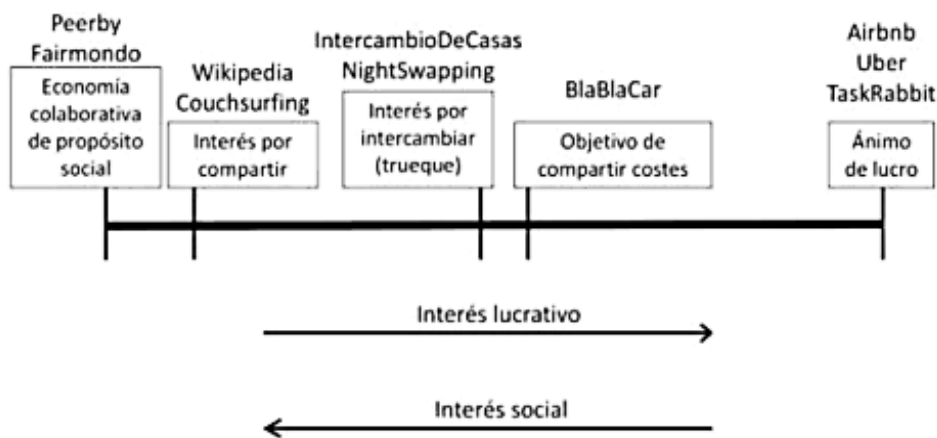 Peerby
Fairmondo
Economía
colaborativa
de propósito
social
Wikipedia
Couchsurfing
Interés por
compartir
IntercambioDeCasas
NightSwapping
Interés por
intercambiar
(trueque)
BlaBlaCar
Objetivo de
compartir costes
Airbnb
Uber
TaskRabbit
Ánimo
de lucro
Interés lucrativo
Interés social